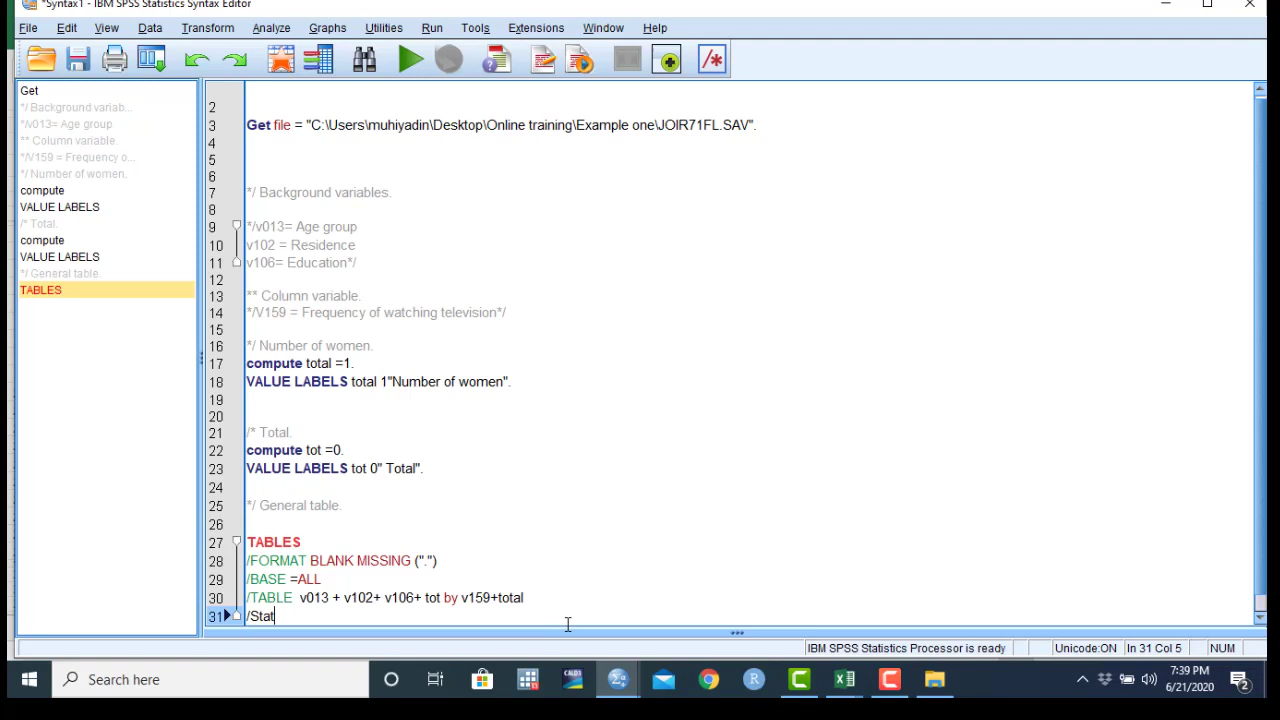 *Syntax1 - IBM SPSS Statistics Syntax Editor
File Edit View Data Transform Analyze Graphs Utilities Run Tools Extensions Window Help
Get
*/ Background variab...
*/v013= Age group
** Column variable.
*/V159 = Frequency o...
*/ Number of women.
compute
VALUE LABELS
/* Total.
compute
VALUE LABELS
*/ General table.
TABLES
2
3 Get file = "C:\Users\muhiyadin\Desktop\Online training\Example one\JOIR71FL.SAV".
4
5
6
7 */ Background variables.
8
9 */v013= Age group
10 v102 = Residence
11 v106= Education*/
12
13 ** Column variable.
14 */V159 = Frequency of watching television*/
15
16 */ Number of women.
17 compute total =1.
18 VALUE LABELS total 1"Number of women".
19
20
21 /* Total.
22 compute tot =0.
23 VALUE LABELS tot 0" Total".
24
25 */ General table.
26
27 TABLES
28 /FORMAT BLANK MISSING (".")
29 /BASE =ALL
30 /TABLE v013 + v102+ v106+ tot by v159+total
31 /Stat
IBM SPSS Statistics Processor is ready Unicode:ON In 31 Col 5 NUM
Search 7:39 PM
6/21/2020
2